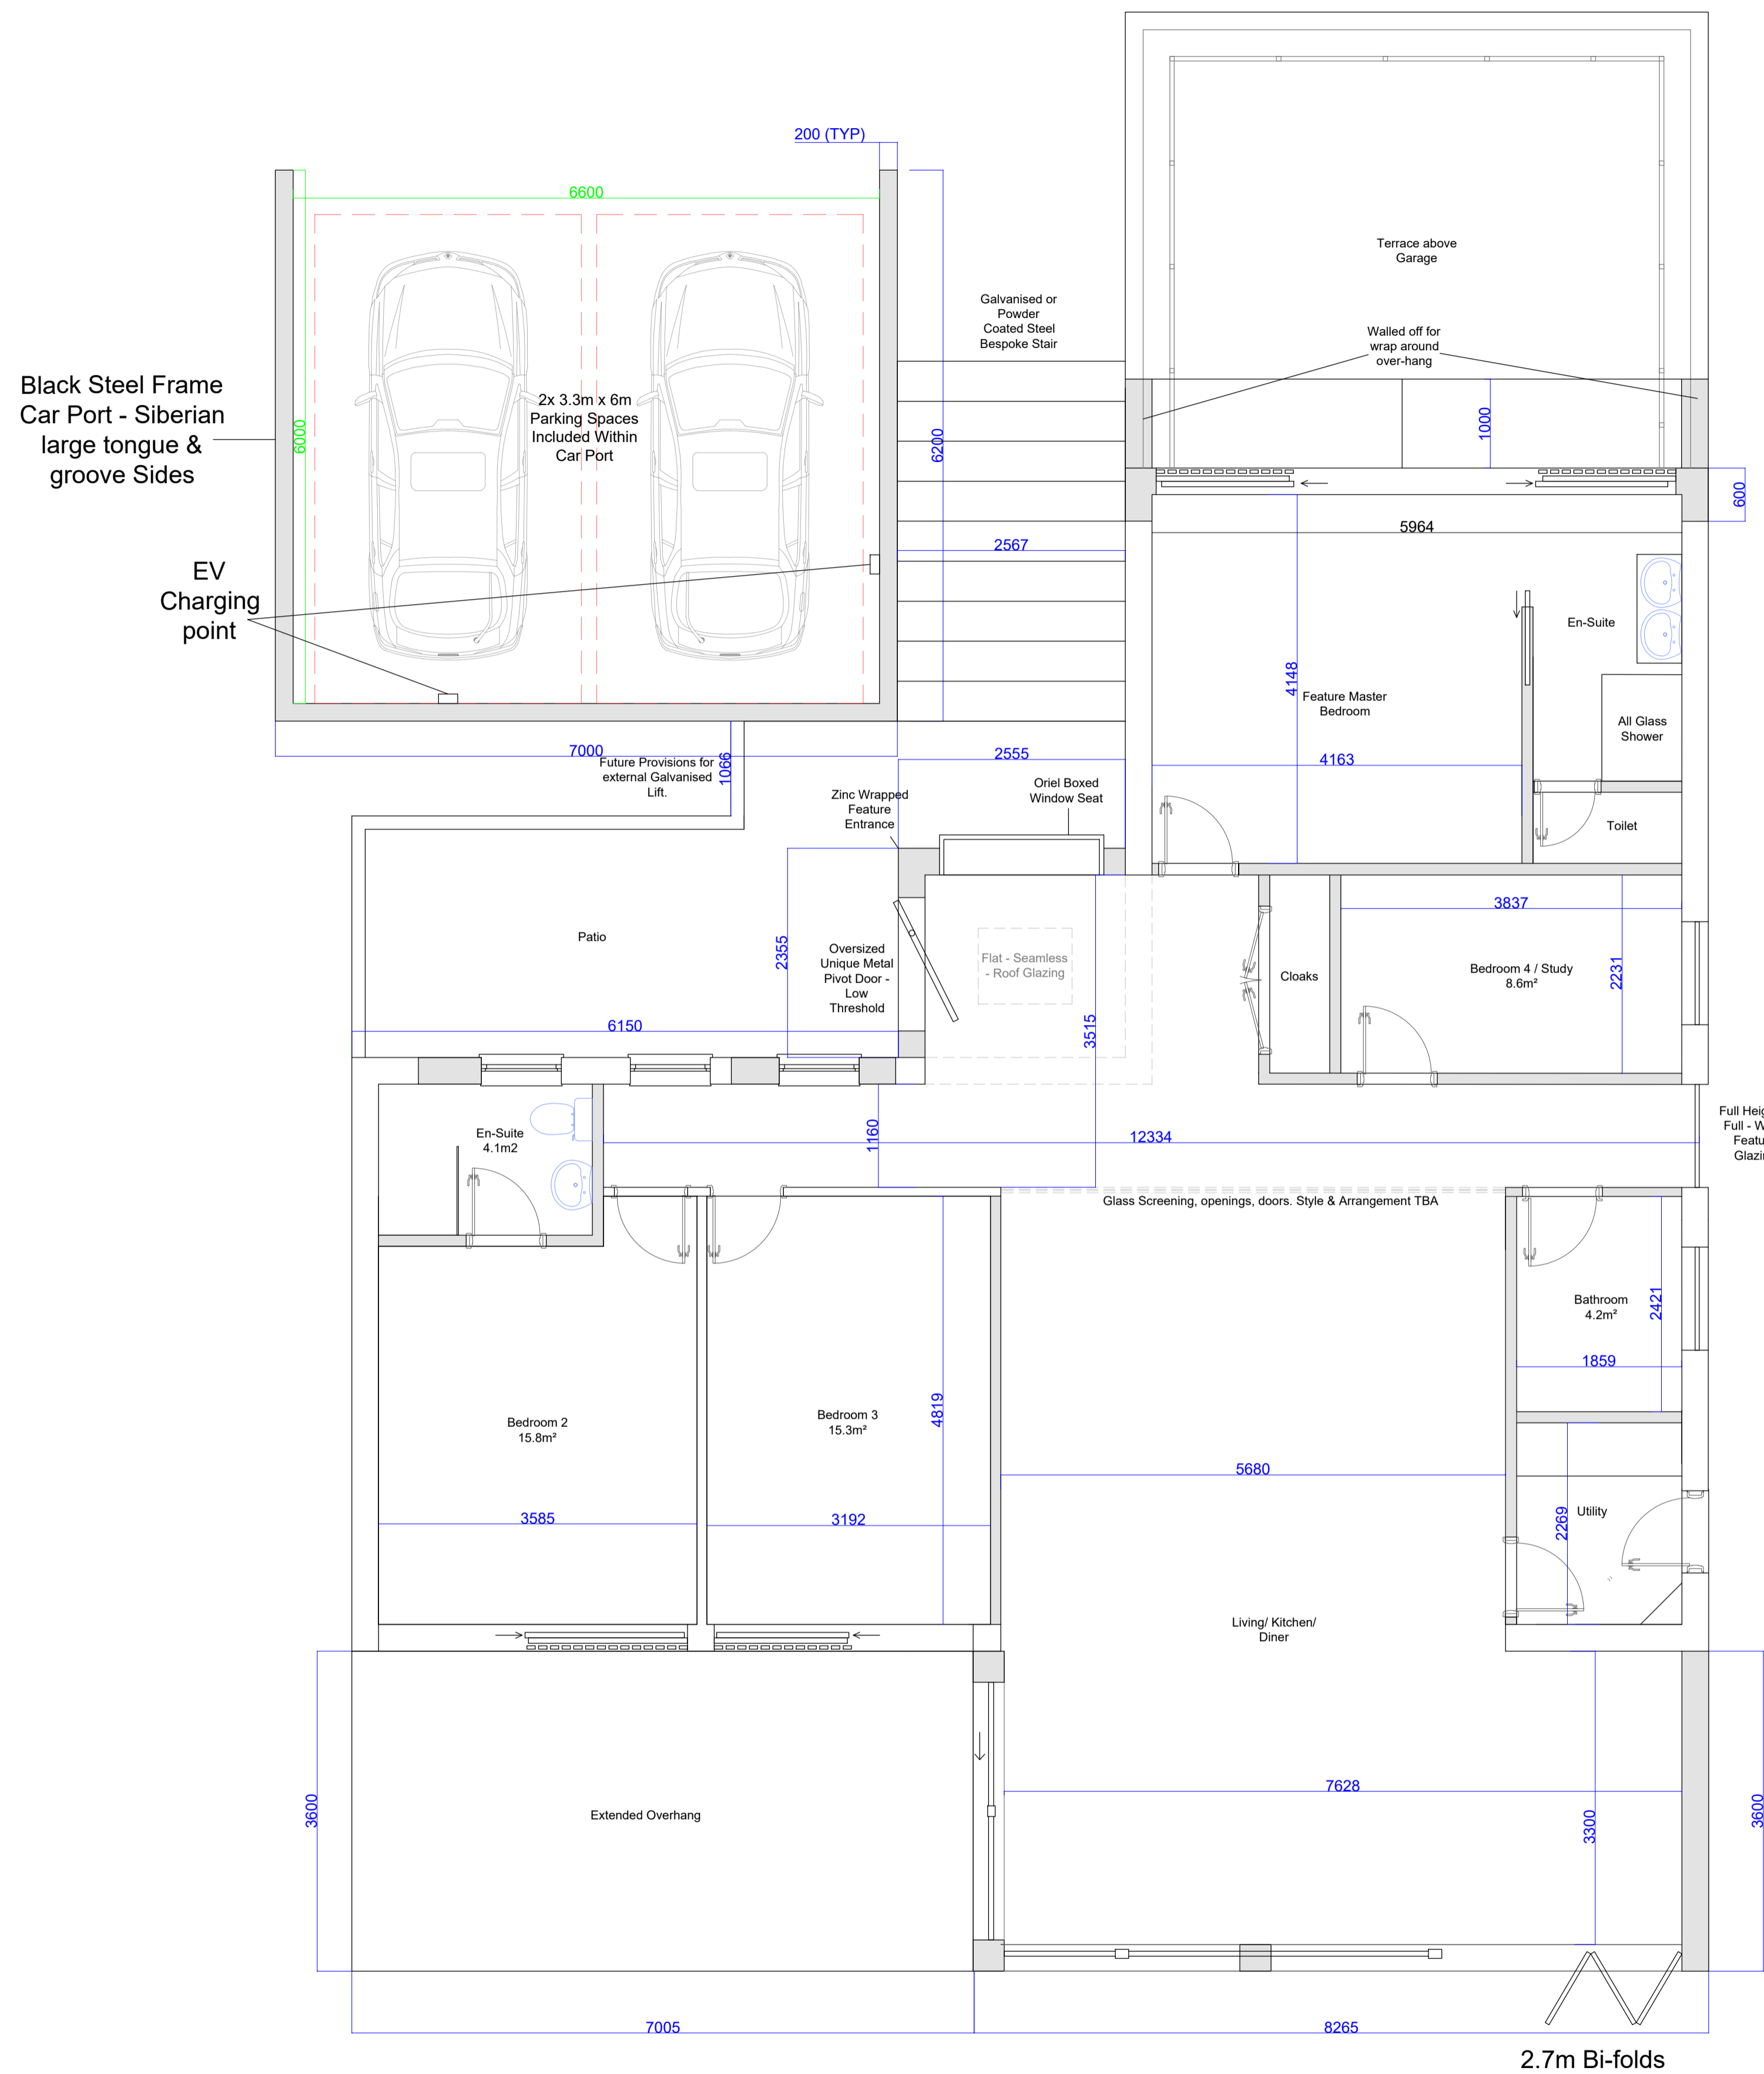 200 (TYP)
6600
Terrace above
Garage
Galvanised or
Powder
Coated Steel
Bespoke Stair
Walled off for
wrap around
over-hang
Black Steel Frame
Car Port - Siberian
large tongue &
groove Sides
6000
2x 3.3m x 6m
Parking Spaces
Included Within
Car Port
6200
1000
600
5964
2567
EV
Charging
point
En-Suite
4148
Feature Master
Bedroom
All Glass
Shower
7000
1066
2555
4163
Future Provisions for
external Galvanised
Lift.
Zinc Wrapped
Feature
Entrance
Oriel Boxed
Window Seat
Toilet
3837
Patio
2355
Oversized
Unique Metal
Pivot Door -
Low
Threshold
Flat - Seamless
- Roof Glazing
Cloaks
Bedroom 4 / Study
8.6m²
2231
6150
3515
En-Suite
4.1m2
1160
12334
Full Heig
Full - W
Featu
Glazi
Glass Screening, openings, doors. Style & Arrangement TBA
Bathroom
4.2m²
2421
1859
Bedroom 2
15.8m²
Bedroom 3
15.3m²
4819
5680
3585
3192
2269
Utility
Living/ Kitchen/
Diner
3600
Extended Overhang
7628
3300
3600
7005
8265
2.7m Bi-folds